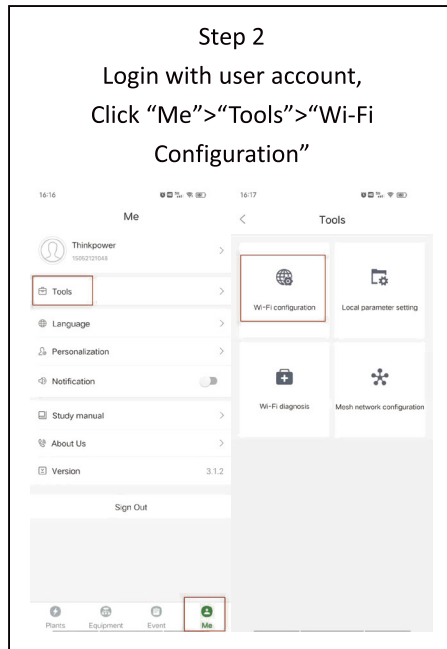 Step 2
Login with user account,
Click “Me”>“Tools”>“Wi-Fi
Configuration”
16:16
Me
Thinkpower
15052121049
Tools
Language
Personalization
Notification
Study manual
About Us
Version 3.1.2
Sign Out
Plants Equipment Event Me
16:17
Tools
Wi-Fi configuration Local parameter setting
Wi-Fi diagnosis Mesh network configuration